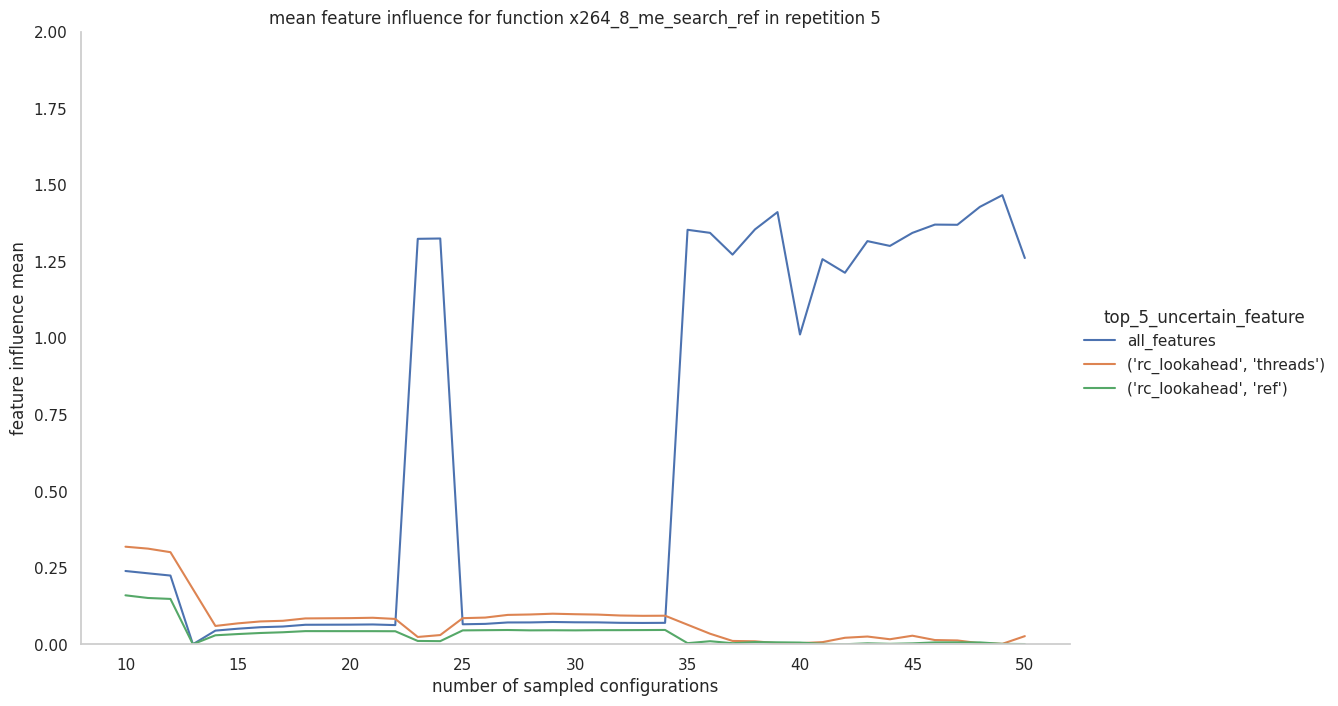 mean feature influence for function x264_8_me_search_ref in repetition 5
2.00
1.75
1.50
1.25
1.00
0.75
0.50
0.25
0.00
feature influence mean
10 15 20 25 30 35 40 45 50
number of sampled configurations
top_5_uncertain_feature
all_features
('rc_lookahead', 'threads')
('rc_lookahead', 'ref')